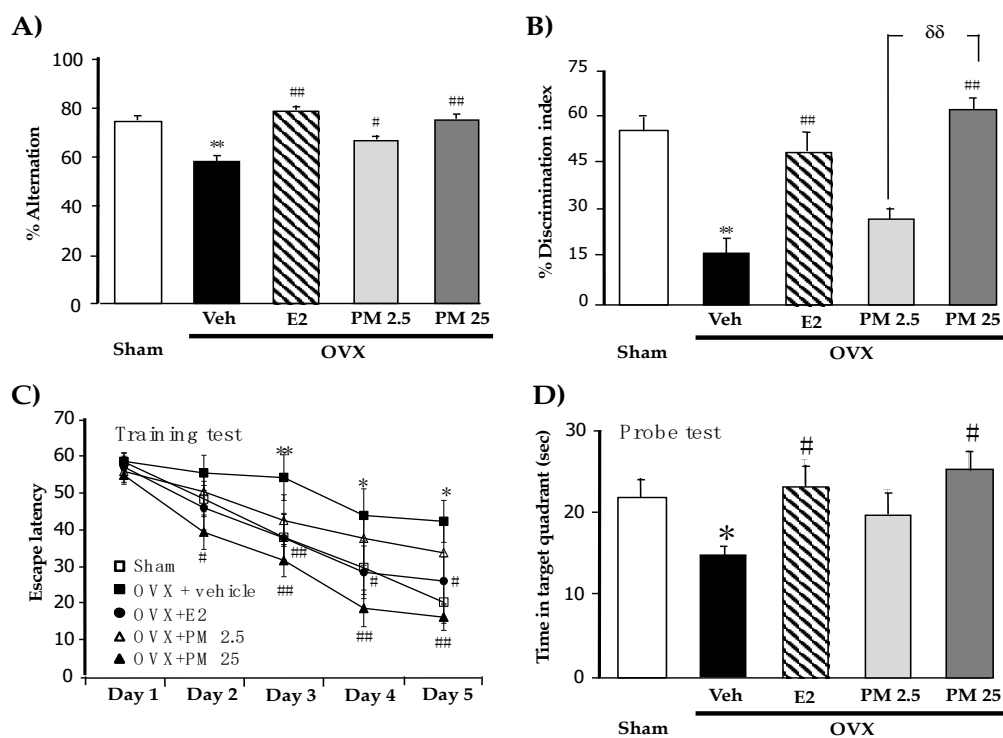 A)
% Alternation
100
80
60
40
20
0
**
##
#
##
Veh
E2
PM 2.5
PM 25
Sham
OVX
B)
% Discrimination index
75
60
45
30
15
0
δδ
**
##
##
Veh
E2
PM 2.5
PM 25
Sham
OVX
C)
Escape latency
70
60
50
40
30
20
10
0
Training test
**
*
*
#
##
##
#
##
#
##
Sham
OVX + vehicle
OVX+E2
OVX+PM 2.5
OVX+PM 25
Day 1
Day 2
Day 3
Day 4
Day 5
D)
Time in target quadrant (sec)
30
20
10
0
Probe test
*
#
#
Veh
E2
PM 2.5
PM 25
Sham
OVX